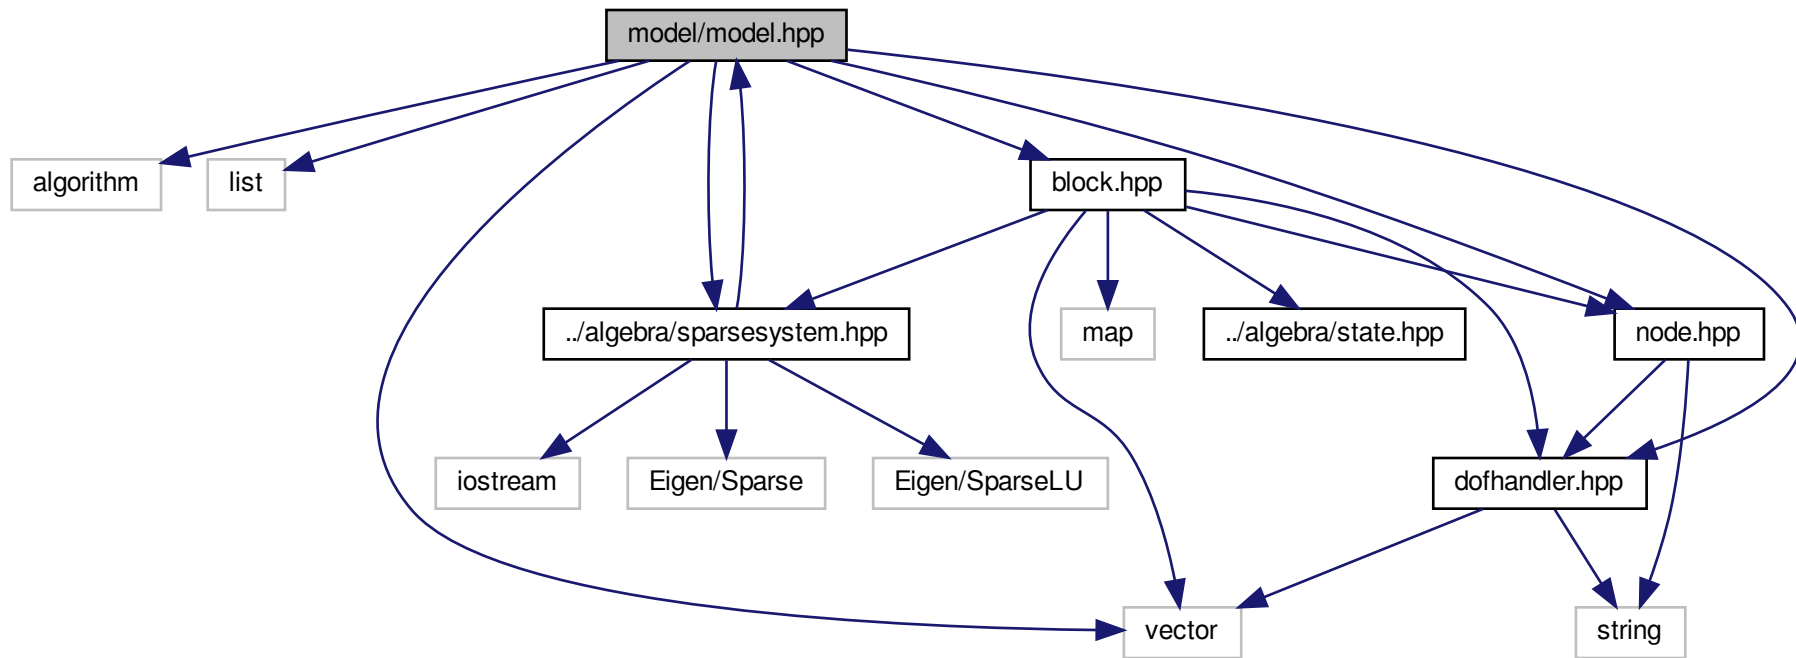 model/model.hpp
algorithm
list
block.hpp
../algebra/sparsesystem.hpp
map
../algebra/state.hpp
node.hpp
iostream
Eigen/Sparse
Eigen/SparseLU
dofhandler.hpp
vector
string